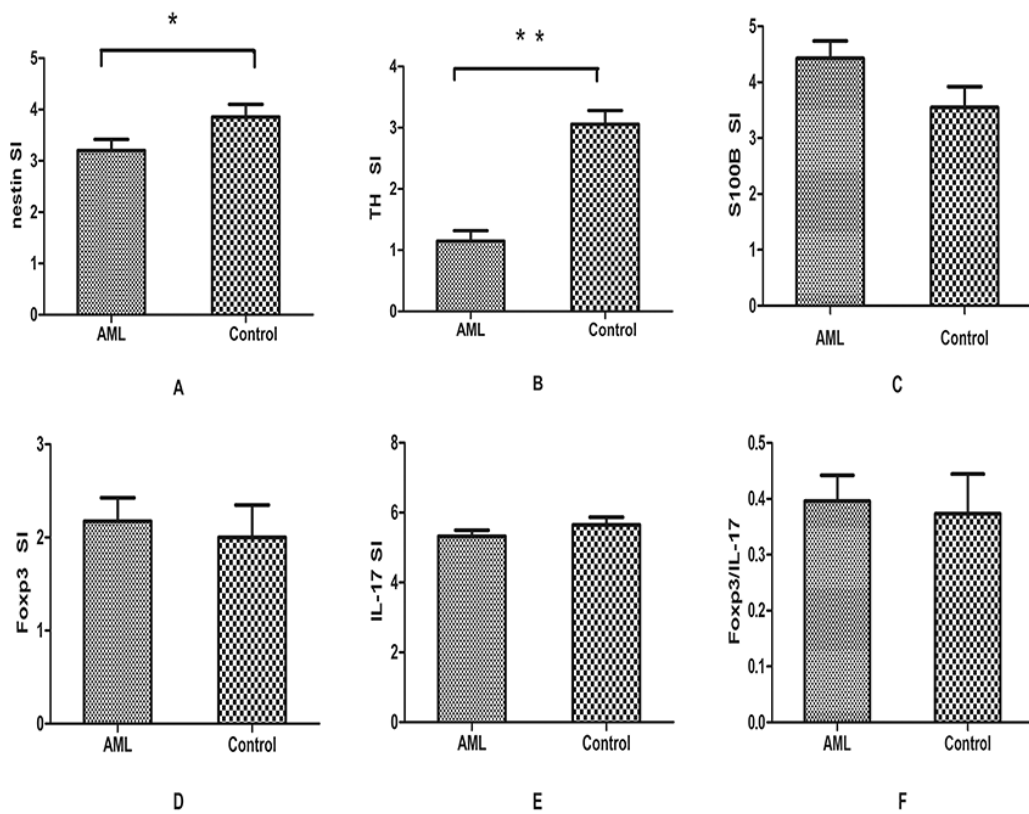 *
nestin SI
5
4
3
2
1
0
AML Control
A
* *
TH SI
4
3
2
1
0
AML Control
B
S100B SI
5
4
3
2
1
0
AML Control
C
Foxp3 SI
3
2
1
0
AML Control
D
IL-17 SI
8
6
4
2
0
AML Control
E
Foxp3/IL-17
0.5
0.4
0.3
0.2
0.1
0.0
AML Control
F